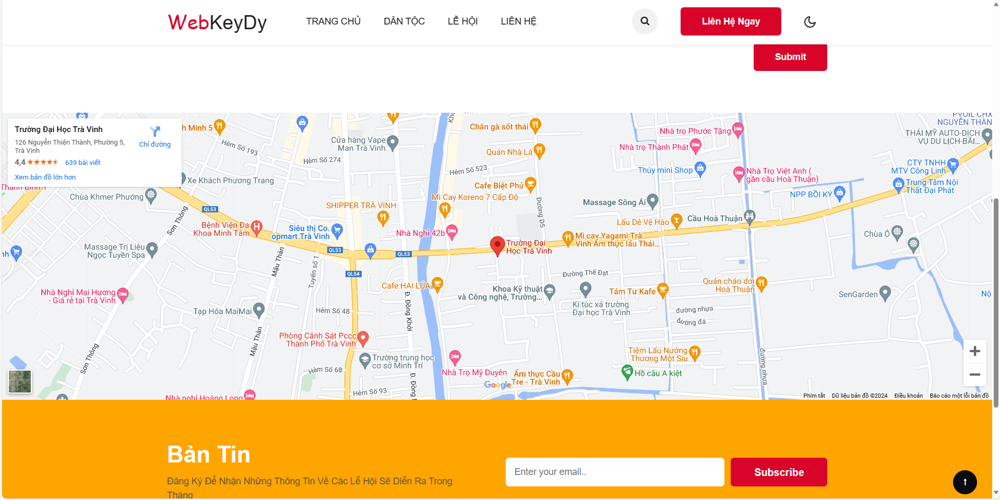 WebKeyDy
TRANG CHỦ
DÂN TỘC
LỄ HỘI
LIÊN HỆ
Liên Hệ Ngay
Submit
Trường Đại Học Trà Vinh
126 Nguyễn Thiện Thành, Phường 5,
Trà Vinh
Chỉ đường
4,4
639 bài viết
Xem bản đồ lớn hơn
h Minh 5
Hẻm Số 193
Cửa hàng Vape
Man Trà Vinh
Hẻm Số 274
Chân gà sốt thái
Quán Nhà Lá
Hẻm Số 523
Nhà trọ Phước Tặng
Nhà trọ Thành Phát
PVOIL CHX
NGUYỄN THÀN
THÁI MỸ AUTO-DỊCH
VỤ DU LỊCH-BÃI...
CTY TNHH
MTV Công Linh
Thúy mini Shop
Nhà Trọ Việt Anh (
gần cầu Hoà Thuận)
Trung Tâm Nội
Thất Đại Phát
NPP BỒI KÝ
Xe Khách Phương Trang
Thanh Bình 1
Chùa Khmer Phướng
Cafe Biệt Phủ
Mì Cay Koreno 7 Cấp Độ
Đường D5
Massage Sông Ái
SHIPPER TRÀ VINH
QL53
Sơn Thông
Bệnh Viện Đa
Khoa Minh Tâm
Siêu thị Co.
opmart Trà Vinh
Nhà Nghỉ 42b
Lẩu Dê Vệ Hào
Cầu Hoà Thuận
Chùa Ô
Mì cay Yagami Trà
Vinh Ẩm thực lẩu Thái...
Trường Đại
Học Trà Vinh
Massage Trị Liệu
Ngọc Tuyền Spa
nh
QL53
QL53
Mậu Thân
Tuyến số 1
QL54
Đường Thế Đạt
Cafe HAI LÚA
Khoa Kỹ thuật
và Công nghệ, Trường...
Quán cháo dơi
Hoà Thuận
Tám Tư Kafe
Nhà Nghỉ Mai Hương
- Giá rẻ tại Trà Vinh
SenGarden
Nộ
Kí túc xá trường
Đại học Trà Vinh
Đ. Đồng Khởi
Tạp Hóa MaiMai
Hẻm Số 48
đường nhựa
đường đá
Phòng Cảnh Sát Pccc
Thành Phố Trà Vinh
Mậu Thân
Sơn Thông
Trường trung học
cơ sở Minh Trí
Tiệm Lẩu Nướng
Thương Một Síu
đường nhựa
Hẻm Số 68
Nhà Trọ Mỹ Duyên
Ẩm thực Cầu
Tre - Trà Vinh
Hồ câu A kiệt
Google
Đ. Đồng
Hẻm Số 93
Nhà nghỉ Hoàng Long
Phím tắt
Dữ liệu bản đồ ©2024
Điều khoản
Báo cáo một lỗi bản đồ
Bản Tin
Đăng Ký Để Nhận Những Thông Tin Về Các Lễ Hội Sẽ Diễn Ra Trong
Tháng
Enter your email..
Subscribe